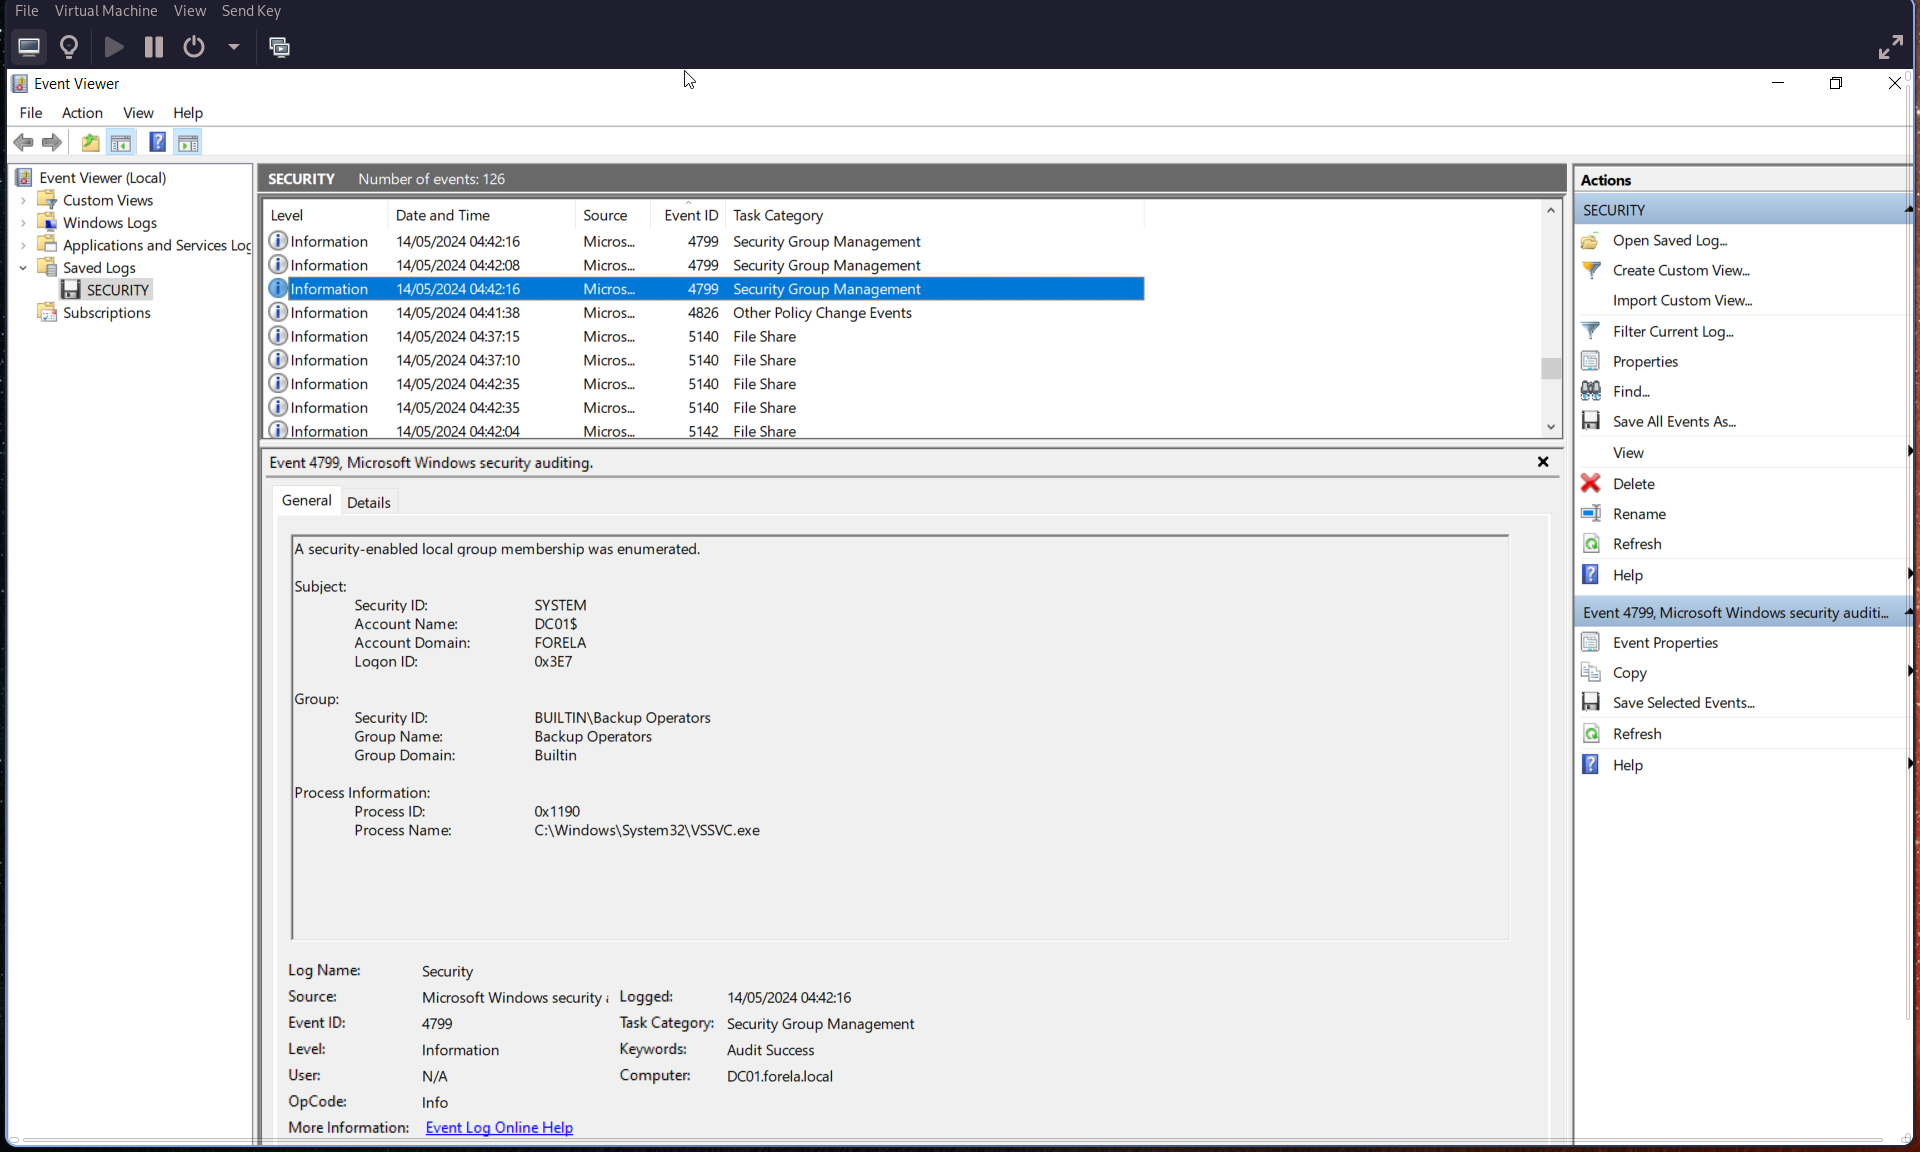 File Virtual Machine View Send Key
Event Viewer
File Action View Help
Event Viewer (Local)
Custom Views
Windows Logs
Applications and Services Log
Saved Logs
SECURITY
Subscriptions
SECURITY Number of events: 126
Level Date and Time Source Event ID Task Category
Information 14/05/2024 04:42:16 Micros... 4799 Security Group Management
Information 14/05/2024 04:42:08 Micros... 4799 Security Group Management
Information 14/05/2024 04:42:16 Micros... 4799 Security Group Management
Information 14/05/2024 04:41:38 Micros... 4826 Other Policy Change Events
Information 14/05/2024 04:37:15 Micros... 5140 File Share
Information 14/05/2024 04:37:10 Micros... 5140 File Share
Information 14/05/2024 04:42:35 Micros... 5140 File Share
Information 14/05/2024 04:42:35 Micros... 5140 File Share
Information 14/05/2024 04:42:04 Micros... 5142 File Share
Event 4799, Microsoft Windows security auditing.
General Details
A security-enabled local group membership was enumerated.
Subject:
Security ID: SYSTEM
Account Name: DC01$
Account Domain: FORELA
Logon ID: 0x3E7
Group:
Security ID: BUILTIN\Backup Operators
Group Name: Backup Operators
Group Domain: Builtin
Process Information:
Process ID: 0x1190
Process Name: C:\Windows\System32\VSSVC.exe
Log Name: Security
Source: Microsoft Windows security Logged: 14/05/2024 04:42:16
Event ID: 4799 Task Category: Security Group Management
Level: Information Keywords: Audit Success
User: N/A Computer: DC01.forela.local
OpCode: Info
More Information: Event Log Online Help
Actions
SECURITY
Open Saved Log...
Create Custom View...
Import Custom View...
Filter Current Log...
Properties
Find...
Save All Events As...
View
Delete
Rename
Refresh
Help
Event 4799, Microsoft Windows security auditi...
Event Properties
Copy
Save Selected Events...
Refresh
Help